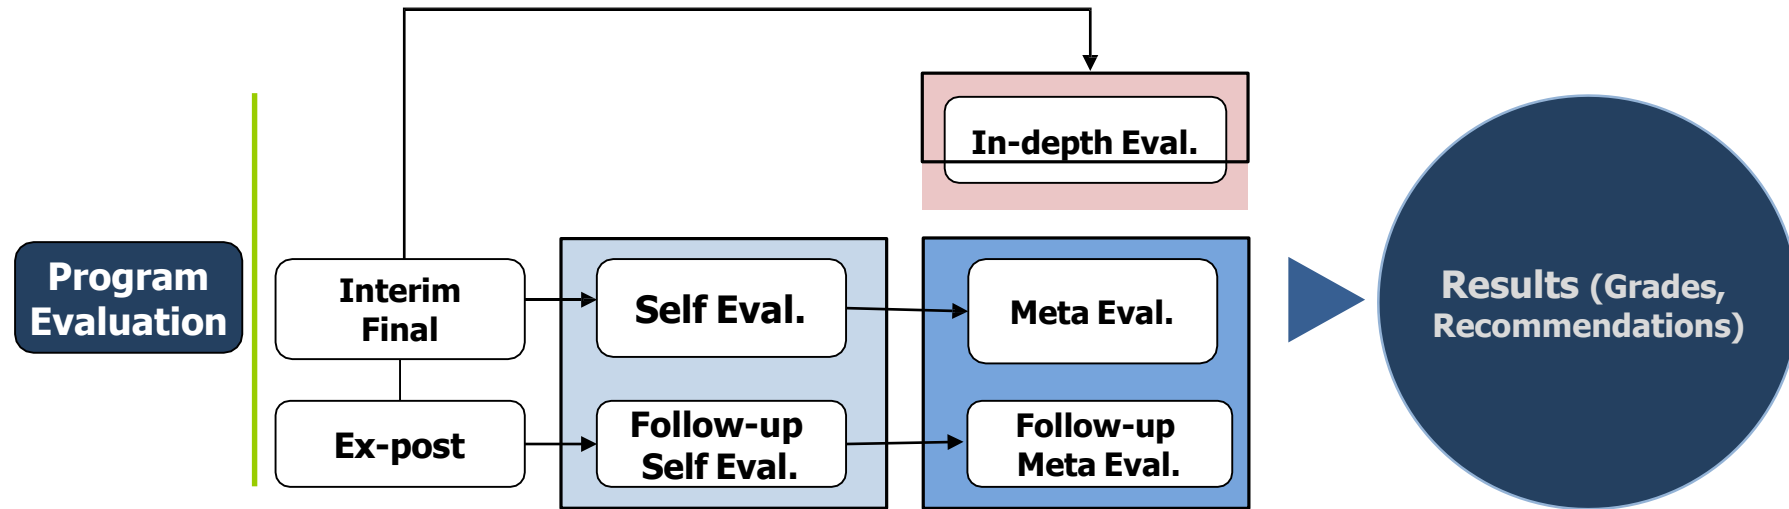 In-depth Eval.
Program
Evaluation
Interim
Final
Self Eval.
Meta Eval.
Results (Grades,
Recommendations)
Ex-post
Follow-up
Self Eval.
Follow-up
Meta Eval.